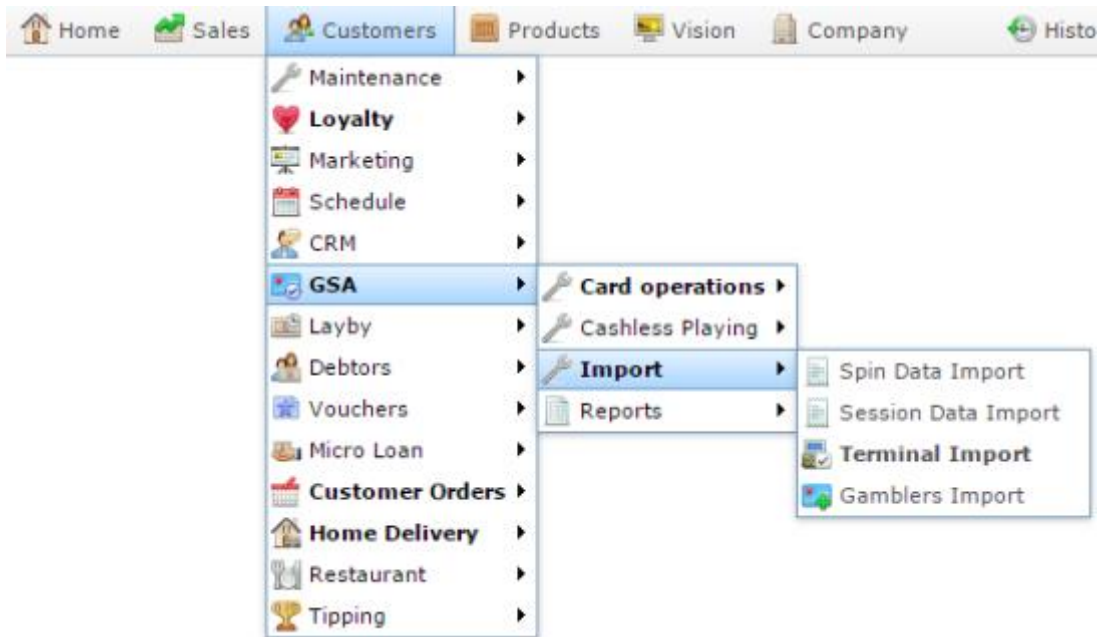 Home Sales Customers Products Vision Company Histo
Maintenance
Loyalty
Marketing
Schedule
CRM
GSA
Layby
Debtors
Vouchers
Micro Loan
Customer Orders
Home Delivery
Restaurant
Tipping
Card operations
Cashless Playing
Import
Reports
Spin Data Import
Session Data Import
Terminal Import
Gamblers Import